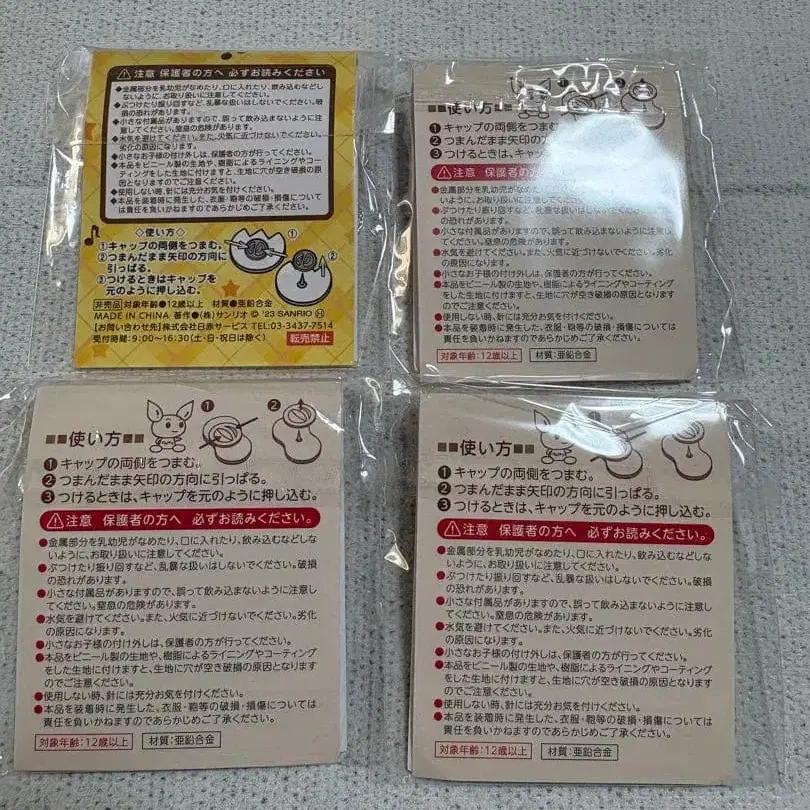 ⚠注意 保護者の方へ 必ずお読みください
◆金属部分を乳幼児がなめたり、口に入れたり、飲み込むなどし
ないように、お取り扱いに注意してください。
◆ぶつけたり振り回すなど、乱暴な扱いはしないでください。破
損の恐れがあります。
◆小さな付属品がありますので、誤って飲み込まないように注
意してください。窒息の危険があります。
◆水気を避けてください。また、火気に近づけないでください。
劣化の原因になります。
◆小さなお子様の付け外しは、保護者の方が行ってください。
◆本品をビニール製の生地や、樹脂によるライニングやコー
ティングをした生地に付けますと、生地に穴が空き破損の原
因となりますのでご注意ください。
◆使用しない時、針には充分お気を付けください。
◆本品を装着時に発生した、衣服・鞄等の破損・損傷について
は責任を負いかねますのであらかじめご了承ください。
◇使い方◇
①キャップの両側をつまむ。
②つまんだまま矢印の方向に
引っぱる。
③つけるときはキャップを
元のように押し込む。
① ②
非売品 対象年齢●12歳以上 材質●亜鉛合金
MADE IN CHINA 著作●(株)サンリオ © '23 SANRIO Ⓗ
【お問い合わせ先】株式会社日赤サービス TEL:03-3437-7514
受付時間:9:00〜16:30(土・日・祝日は除く) 転売禁止
■■使い方
① ②
❶キャップの両側をつまむ。
❷つまんだまま矢印の方向に引っぱる。
❸つけるときは、キャッ
⚠注意 保護者の方へ
●金属部分を乳幼児がなめたり
いように、お取り扱いに注意してください。
●ぶつけたり振り回すなど、乱暴な扱いはしないでください。破損
の恐れがあります。
●小さな付属品がありますので、誤って飲み込まないように注意し
てください。窒息の危険があります。
●水気を避けてください。また、火気に近づけないでください。劣化
の原因になります。
●小さなお子様の付け外しは、保護者の方が行ってください。
●本品をビニール製の生地や、樹脂によるライニングやコーティング
をした生地に付けますと、生地に穴が空き破損の原因となりますの
でご注意ください。
●使用しない時、針には充分お気を付けください。
●本品を装着時に発生した、衣服・鞄等の破損・損傷については
責任を負いかねますのであらかじめご了承ください。
対象年齢:12歳以上 材質:亜鉛合金
■■使い方■■
① ②
❶キャップの両側をつまむ。
❷つまんだまま矢印の方向に引っぱる。
❸つけるときは、キャップを元のように押し込む。
⚠注意 保護者の方へ 必ずお読みください。
●金属部分を乳幼児がなめたり、口に入れたり、飲み込むなどしな
いように、お取り扱いに注意してください。
●ぶつけたり振り回すなど、乱暴な扱いはしないでください。破損
の恐れがあります。
●小さな付属品がありますので、誤って飲み込まないように注意し
てください。窒息の危険があります。
●水気を避けてください。また、火気に近づけないでください。劣化
の原因になります。
●小さなお子様の付け外しは、保護者の方が行ってください。
●本品をビニール製の生地や、樹脂によるライニングやコーティング
をした生地に付けますと、生地に穴が空き破損の原因となりますの
でご注意ください。
●使用しない時、針には充分お気を付けください。
●本品を装着時に発生した、衣服・鞄等の破損・損傷については
責任を負いかねますのであらかじめご了承ください。
対象年齢:12歳以上 材質:亜鉛合金
■■使い方■■
❶キャップの両側をつまむ。
❷つまんだまま矢印の方向に引っぱる。
❸つけるときは、キャップを元のように押し込む。
⚠注意 保護者の方へ 必ずお読みください。
●金属部分を乳幼児がなめたり、口に入れたり、飲み込むなどしな
いように、お取り扱いに注意してください。
●ぶつけたり振り回すなど、乱暴な扱いはしないでください。破損
の恐れがあります。
●小さな付属品がありますので、誤って飲み込まないように注意し
てください。窒息の危険があります。
●水気を避けてください。また、火気に近づけないでください。劣化
の原因になります。
●小さなお子様の付け外しは、保護者の方が行ってください。
●本品をビニール製の生地や、樹脂によるライニングやコーティング
をした生地に付けますと、生地に穴が空き破損の原因となりますの
でご注意ください。
●使用しない時、針には充分お気を付けください。
●本品を装着時に発生した、衣服・鞄等の破損・損傷については
責任を負いかねますのであらかじめご了承ください。
対象年齢:12歳以上 材質:亜鉛合金